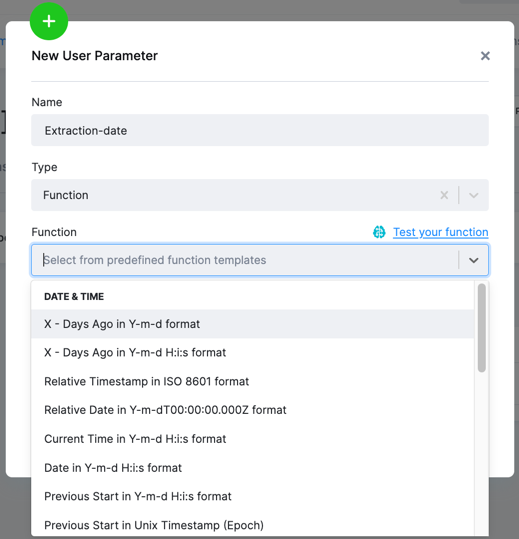 New User Parameter
Name
Extraction-date
Type
Function
Function
Test your function
Select from predefined function templates
DATE & TIME
X - Days Ago in Y-m-d format
X - Days Ago in Y-m-d H:i:s format
Relative Timestamp in ISO 8601 format
Relative Date in Y-m-dT00:00:00.000Z format
Current Time in Y-m-d H:i:s format
Date in Y-m-d H:i:s format
Previous Start in Y-m-d H:i:s format
Previous Start in Unix Timestamp (Epoch)